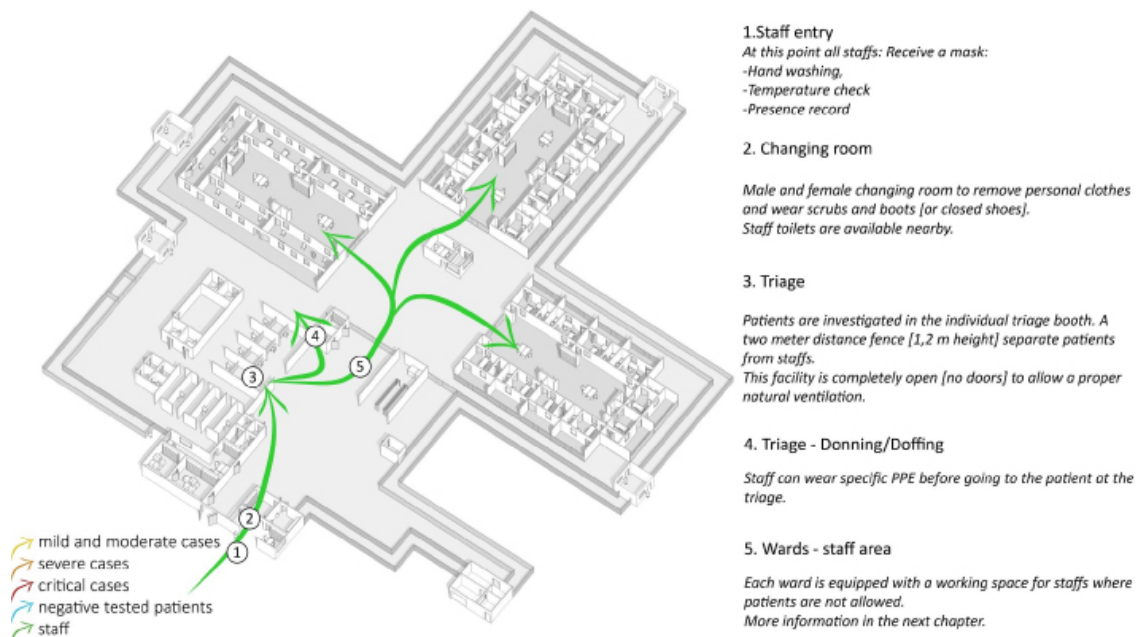 1.Staff entry
At this point all staffs: Receive a mask:
-Hand washing,
-Temperature check
-Presence record
2. Changing room
Male and female changing room to remove personal clothes
and wear scrubs and boots [or closed shoes].
Staff toilets are available nearby.
3. Triage
Patients are investigated in the individual triage booth. A
two meter distance fence [1,2 m height] separate patients
from staffs.
This facility is completely open [no doors] to allow a proper
natural ventilation.
4. Triage - Donning/Doffing
Staff can wear specific PPE before going to the patient at the
triage.
5. Wards - staff area
Each ward is equipped with a working space for staffs where
patients are not allowed.
More information in the next chapter.
4
5
3
2
1
mild and moderate cases
severe cases
critical cases
negative tested patients
staff